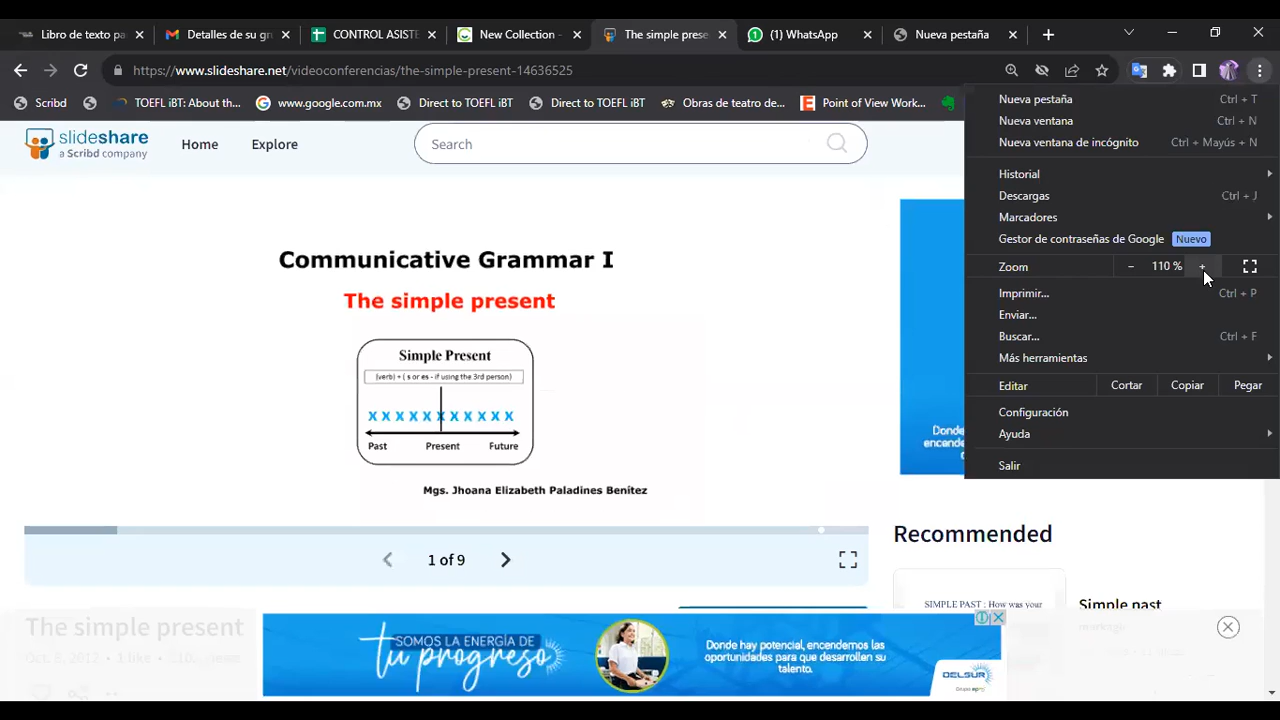 Libro de texto pa
Detalles de su gr
CONTROL ASISTE
New Collection -
The simple prese
(1) WhatsApp
Nueva pestaña
https://www.slideshare.net/videoconferencias/the-simple-present-14636525
Scribd
TOEFL iBT: About th...
www.google.com.mx
Direct to TOEFL iBT
Direct to TOEFL iBT
Obras de teatro de...
Point of View Work...
Nueva pestaña Ctrl + T
Nueva ventana Ctrl + N
Nueva ventana de incógnito Ctrl + Mayús + N
Historial
Descargas Ctrl + J
Marcadores
Gestor de contraseñas de Google Nuevo
Zoom - 110 % +
Imprimir... Ctrl + P
Enviar...
Buscar... Ctrl + F
Más herramientas
Editar Cortar Copiar Pegar
Configuración
Ayuda
Salir
slideshare
a Scribd company
Home
Explore
Search
Communicative Grammar I
The simple present
Simple Present
(verb) + ( s or es - if using the 3rd person)
X X X X X X X X X X X
Past Present Future
Mgs. Jhoana Elizabeth Paladines Benítez
1 of 9
Donde
encende
Recommended
SIMPLE PAST : How was your
Simple past
The simple present
SOMOS LA ENERGÍA DE
tu progreso
Donde hay potencial, encendemos las
oportunidades para que desarrollen su
talento.
DELSUR
Grupo epm